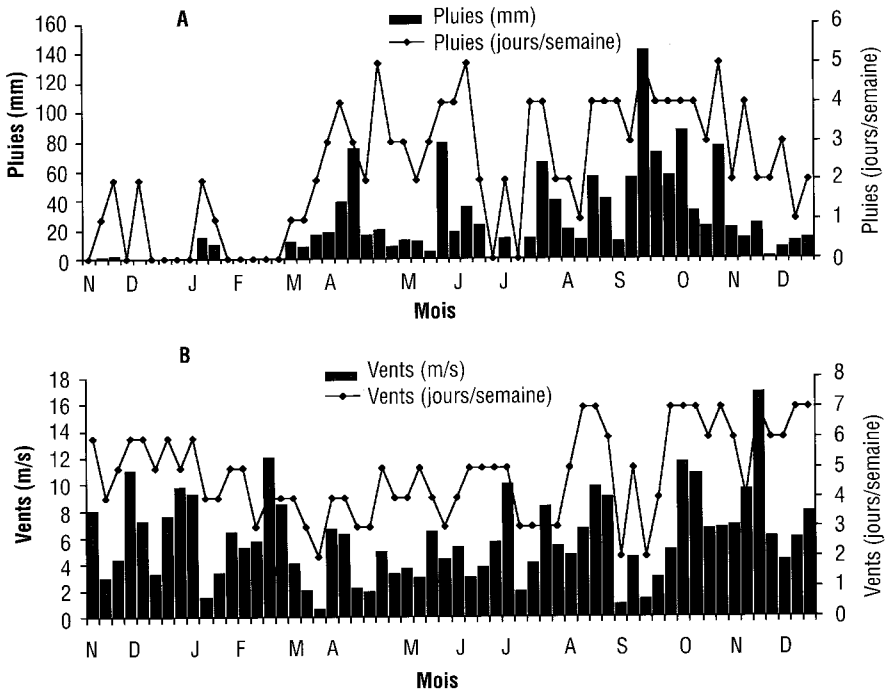 A
Pluies (mm)
Pluies (jours/semaine)
Pluies (mm)
160
140
120
100
80
60
40
20
0
6
5
4
3
2
1
0
Pluies (jours/semaine)
N D J F M A M J J A S O N D
Mois
B
Vents (m/s)
Vents (jours/semaine)
Vents (m/s)
18
16
14
12
10
8
6
4
2
0
8
7
6
5
4
3
2
1
0
Vents (jours/semaine)
N D J F M A M J J A S O N D
Mois